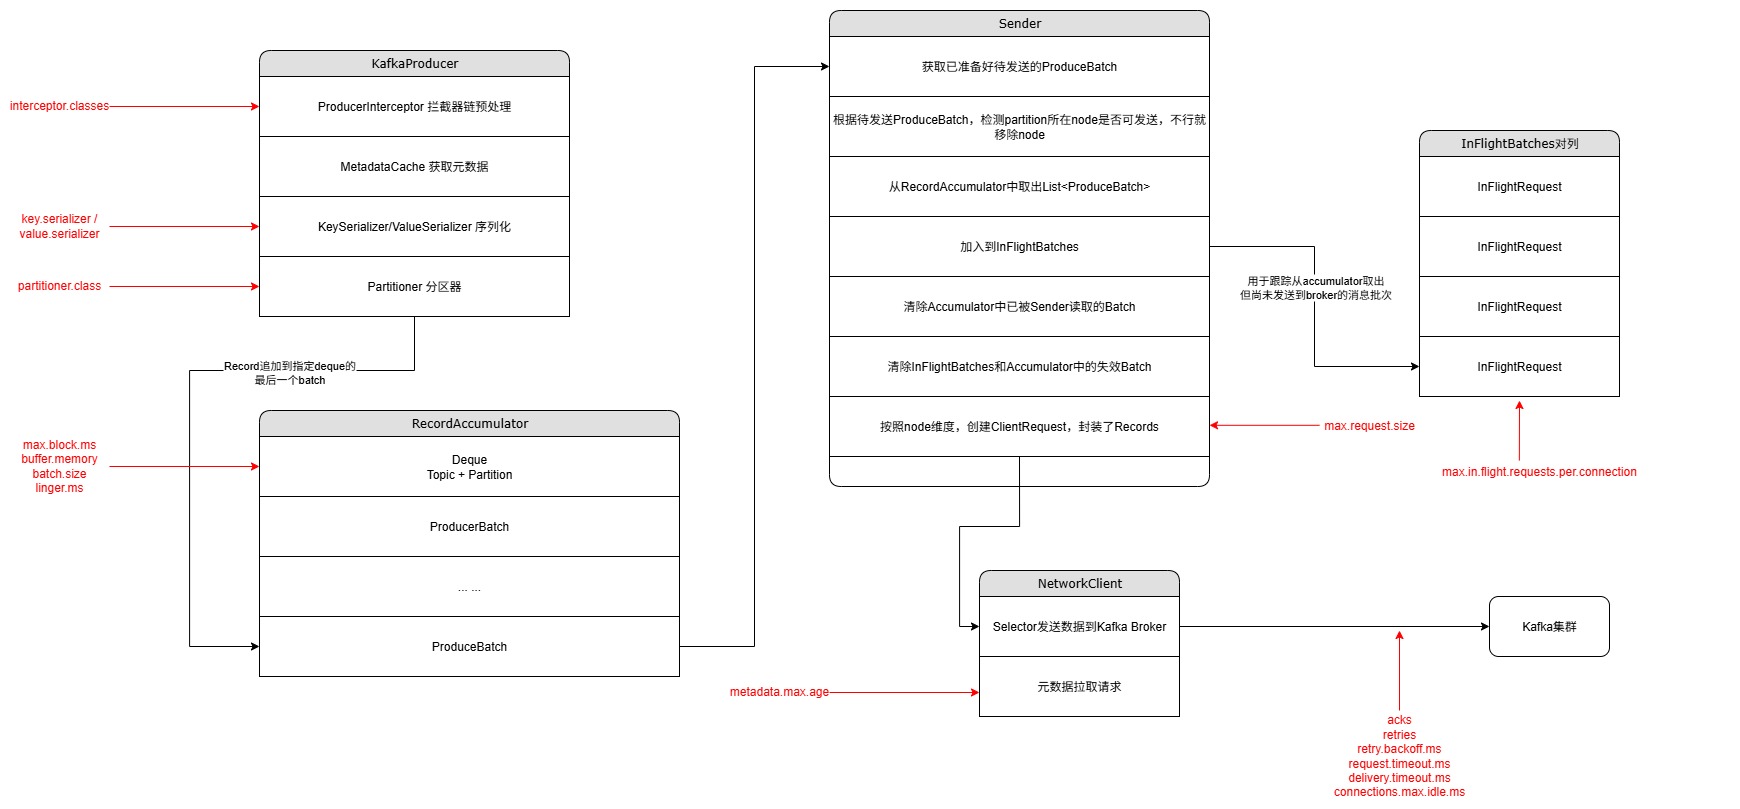 KafkaProducer
interceptor.classes
ProducerInterceptor 拦截器链预处理
MetadataCache 获取元数据
key.serializer /
value.serializer
KeySerializer/ValueSerializer 序列化
partitioner.class
Partitioner 分区器
Record追加到指定deque的
最后一个batch
RecordAccumulator
max.block.ms
buffer.memory
batch.size
linger.ms
Deque
Topic + Partition
ProducerBatch
... ...
ProduceBatch
Sender
获取已准备好待发送的ProduceBatch
根据待发送ProduceBatch，检测partition所在node是否可发送，不行就
移除node
从RecordAccumulator中取出List<ProduceBatch>
加入到InFlightBatches
清除Accumulator中已被Sender读取的Batch
清除InFlightBatches和Accumulator中的失效Batch
按照node维度，创建ClientRequest，封装了Records
max.request.size
用于跟踪从accumulator取出
但尚未发送到broker的消息批次
InFlightBatches对列
InFlightRequest
InFlightRequest
InFlightRequest
InFlightRequest
max.in.flight.requests.per.connection
NetworkClient
Selector发送数据到Kafka Broker
元数据拉取请求
metadata.max.age
Kafka集群
acks
retries
retry.backoff.ms
request.timeout.ms
delivery.timeout.ms
connections.max.idle.ms